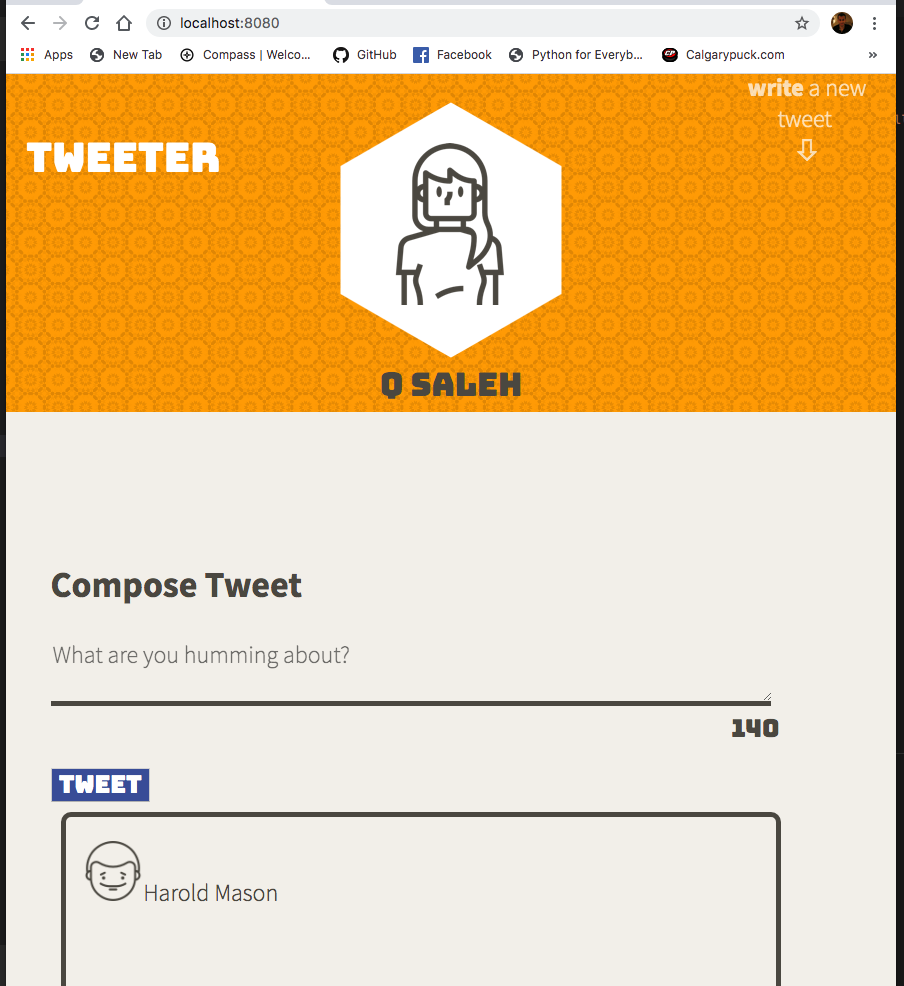 localhost:8080
Apps New Tab Compass | Welco... GitHub Facebook Python for Everyb... CP Calgarypuck.com »
write a new
tweet
TWEETER
Q SALEH
Compose Tweet
What are you humming about?
140
TWEET
Harold Mason